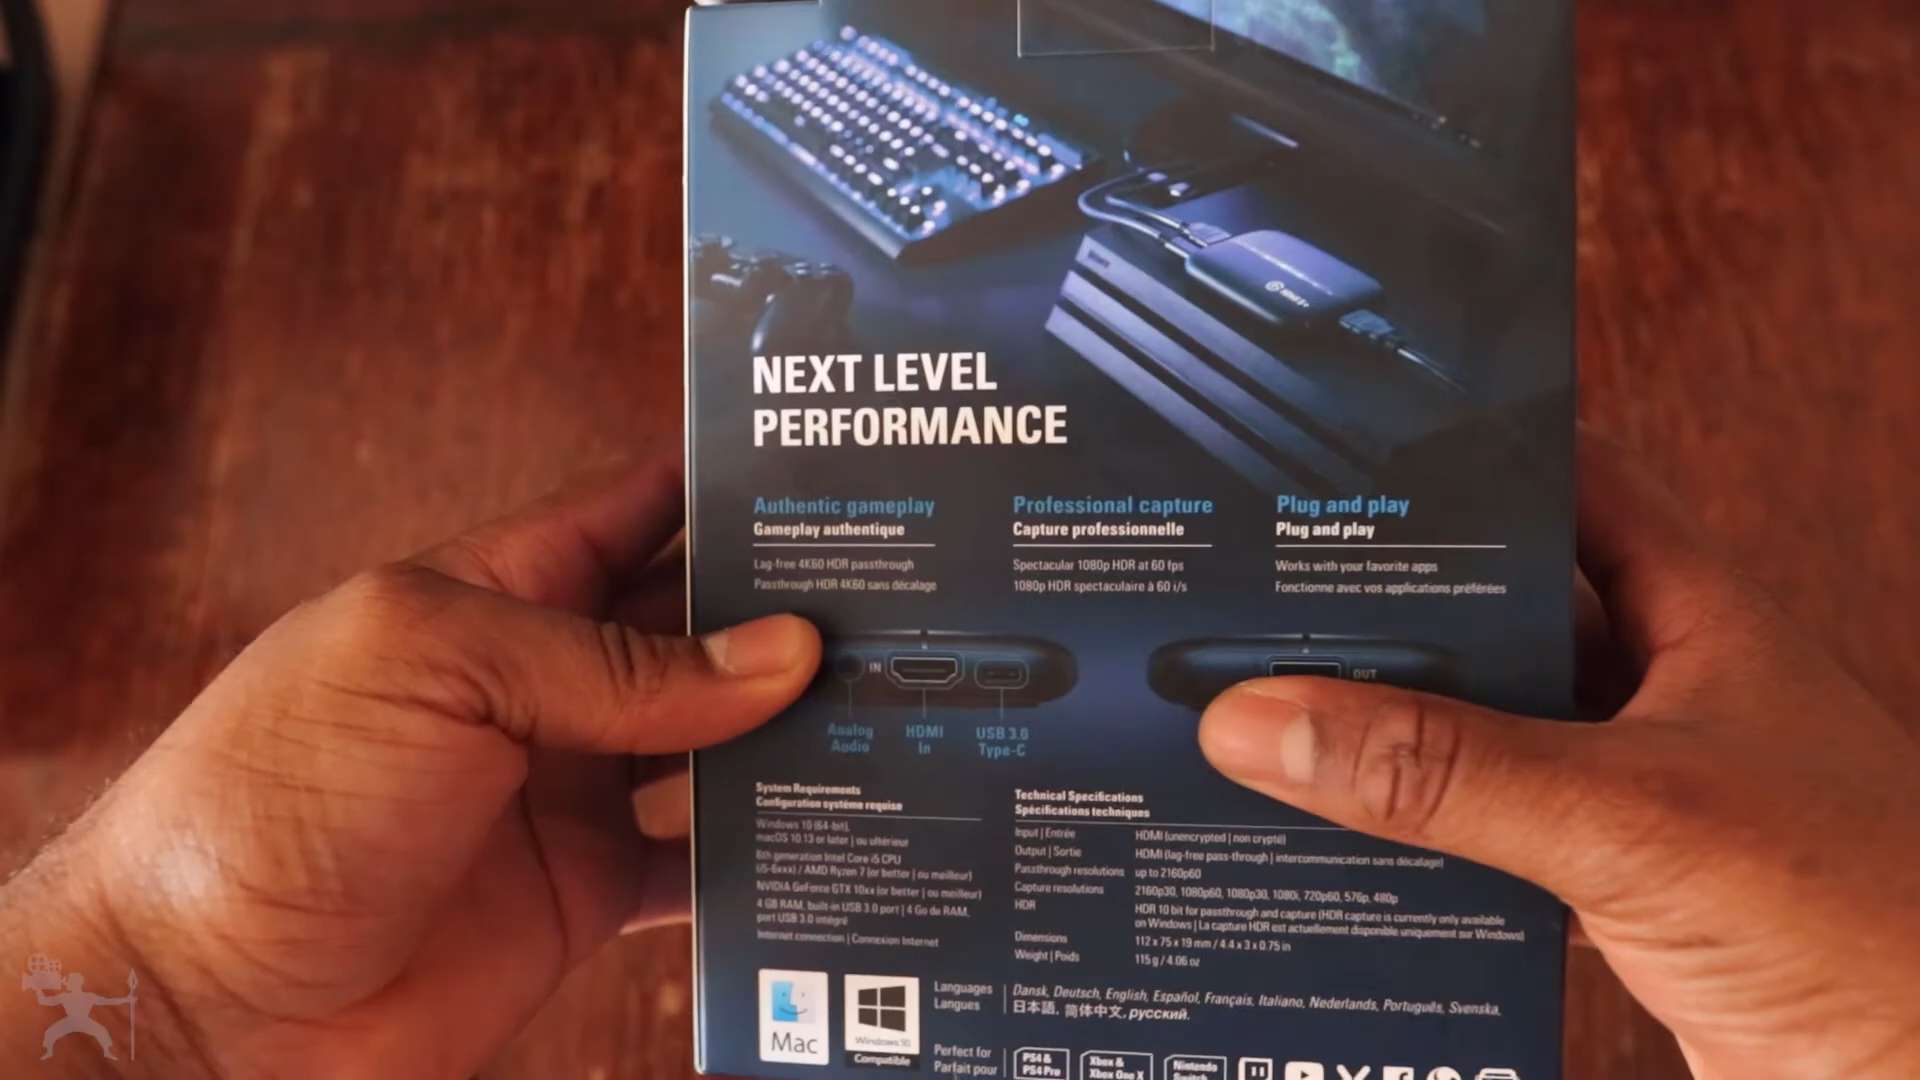 NEXT LEVEL
PERFORMANCE
Authentic gameplay
Gameplay authentique
Lag-free 4K60 HDR passthrough
Passthrough HDR 4K60 sans décalage
Professional capture
Capture professionnelle
Spectacular 1080p HDR at 60 fps
1080p HDR spectaculaire à 60 i/s
Plug and play
Plug and play
Works with your favorite apps
Fonctionne avec vos applications préférées
IN
OUT
Analog
Audio
HDMI
In
USB 3.0
Type-C
System Requirements
Configuration système requise
Windows 10 (64-bit),
macOS 10.13 or later | ou ultérieur
6th generation Intel Core i5 CPU
(i5-6xxx) / AMD Ryzen 7 (or better | ou meilleur)
NVIDIA GeForce GTX 10xx (or better | ou meilleur)
4 GB RAM, built-in USB 3.0 port | 4 Go de RAM,
port USB 3.0 intégré
Internet connection | Connexion Internet
Technical Specifications
Spécifications techniques
Input | Entrée HDMI (unencrypted | non crypté)
Output | Sortie HDMI (lag-free pass-through | intercommunication sans décalage)
Passthrough resolutions up to 2160p60
Capture resolutions 2160p30, 1080p60, 1080p30, 1080i, 720p60, 576p, 480p
HDR HDR 10 bit for passthrough and capture (HDR capture is currently only available
on Windows | La capture HDR est actuellement disponible uniquement sur Windows)
Dimensions 112 x 75 x 19 mm / 4.4 x 3 x 0.75 in
Weight | Poids 115 g / 4.06 oz
Mac
Windows 10
Compatible
Languages
Langues
Dansk, Deutsch, English, Español, Français, Italiano, Nederlands, Português, Svenska,
日本語, 简体中文, русский.
Perfect for
Parfait pour
PS4 &
PS4 Pro
Xbox &
Xbox One X
Nintendo
Switch